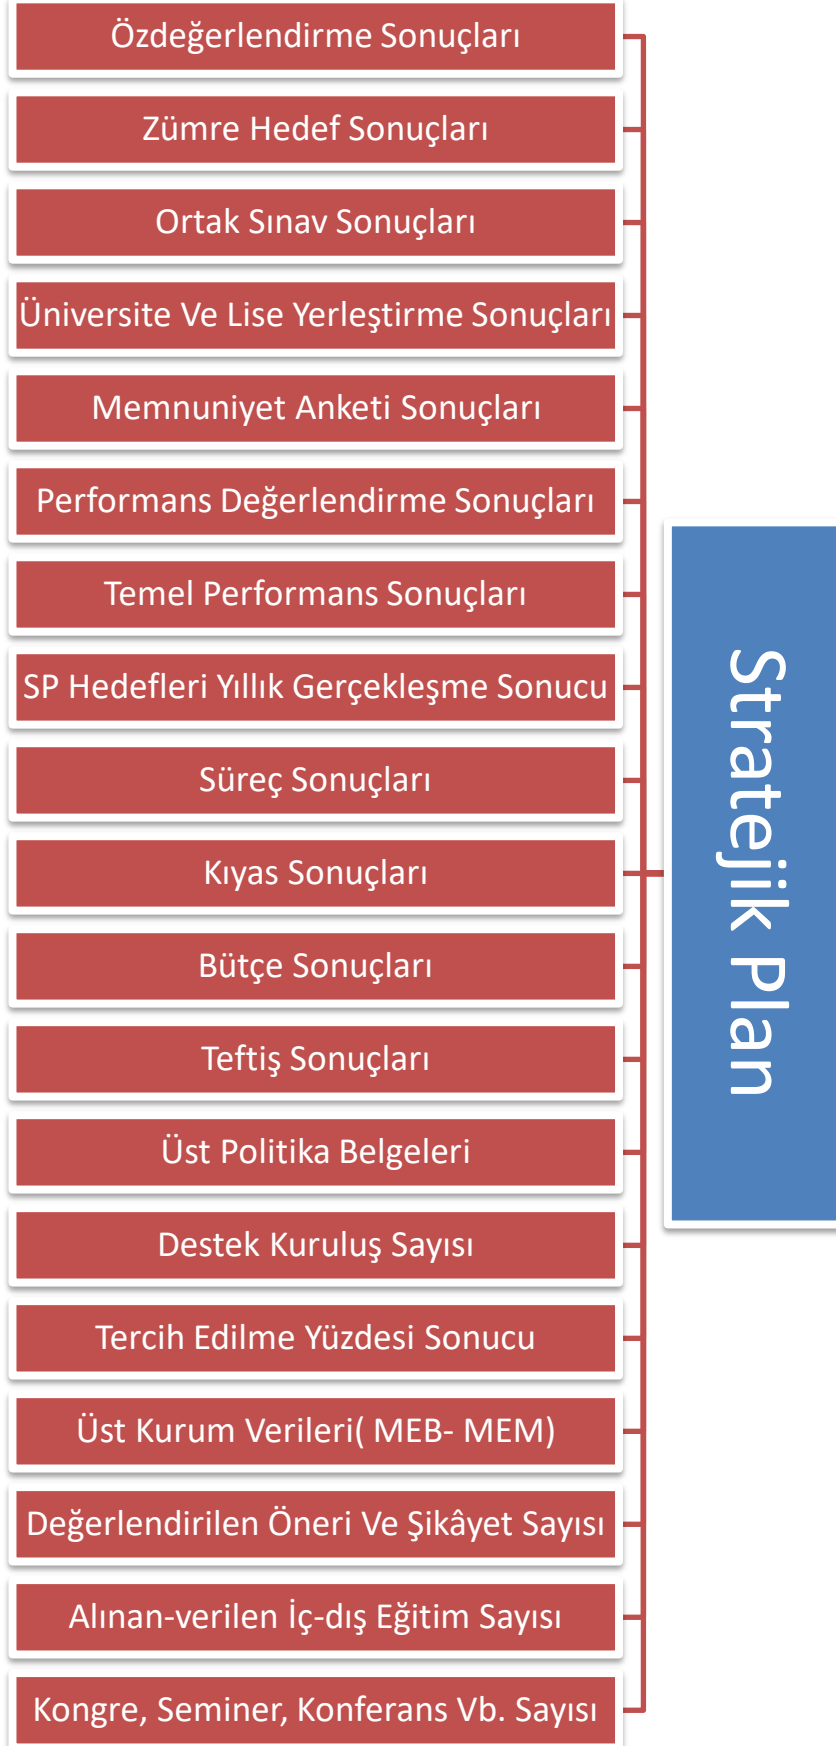 Özdeğerlendirme Sonuçları
Zümre Hedef Sonuçları
Ortak Sınav Sonuçları
Üniversite Ve Lise Yerleştirme Sonuçları
Memnuniyet Anketi Sonuçları
Performans Değerlendirme Sonuçları
Temel Performans Sonuçları
SP Hedefleri Yıllık Gerçekleşme Sonucu
Süreç Sonuçları
Kıyas Sonuçları
Bütçe Sonuçları
Teftiş Sonuçları
Üst Politika Belgeleri
Destek Kuruluş Sayısı
Tercih Edilme Yüzdesi Sonucu
Üst Kurum Verileri( MEB- MEM)
Değerlendirilen Öneri Ve Şikâyet Sayısı
Alınan-verilen İç-dış Eğitim Sayısı
Kongre, Seminer, Konferans Vb. Sayısı
Stratejik Plan